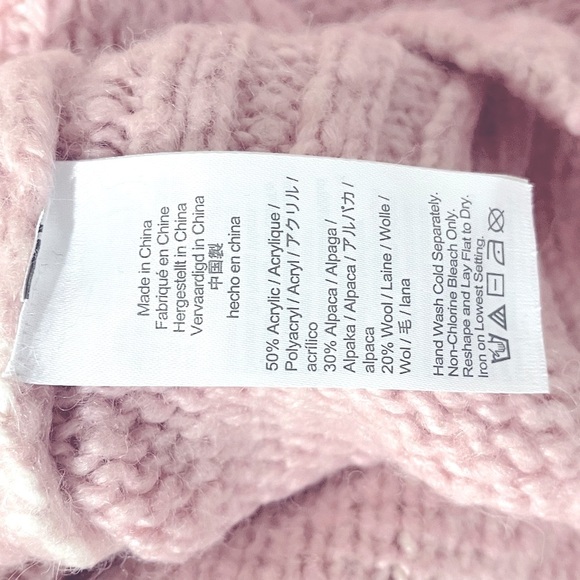 Made in China
Fabriqué en Chine
Hergestellt in China
Vervaardigd in China
中国製
hecho en china
50% Acrylic / Acrylique /
Polyacryl / Acryl / アクリル /
acrílico
30% Alpaca / Alpaga /
Alpaka / Alpaca / アルパカ /
alpaca
20% Wool / Laine / Wolle /
Wol / 毛 / lana
Hand Wash Cold Separately.
Non-Chlorine Bleach Only.
Reshape and Lay Flat to Dry.
Iron on Lowest Setting.